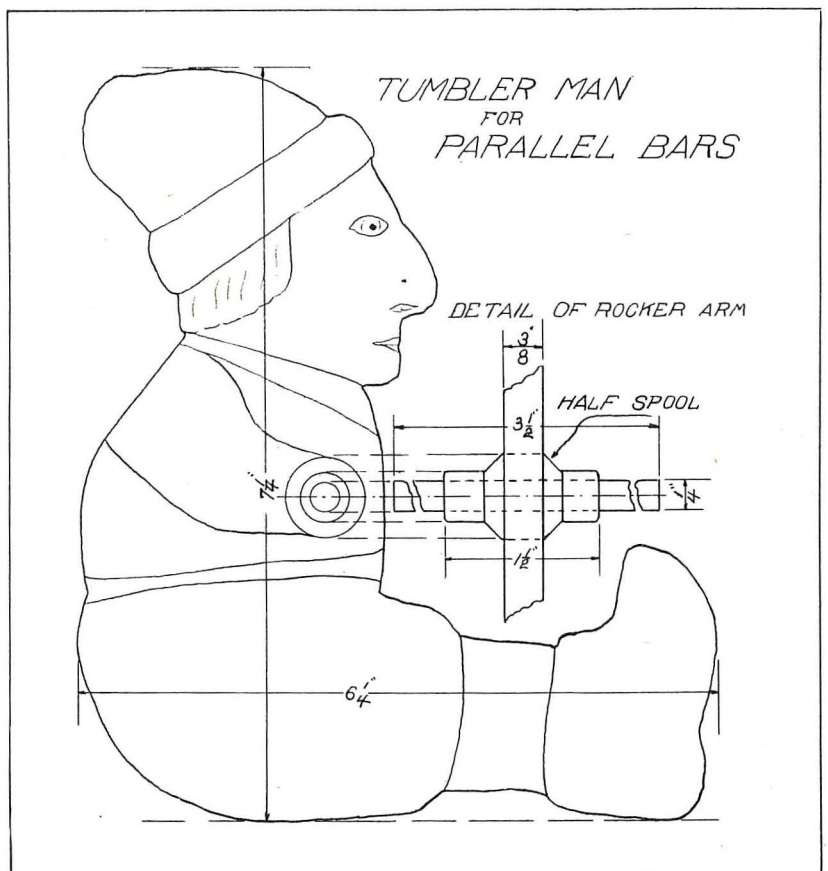 TUMBLER MAN
FOR
PARALLEL BARS
DETAIL OF ROCKER ARM
3"
8
HALF SPOOL
3 1/2"
7 1/4"
1/4"
1 1/2"
6 1/4"